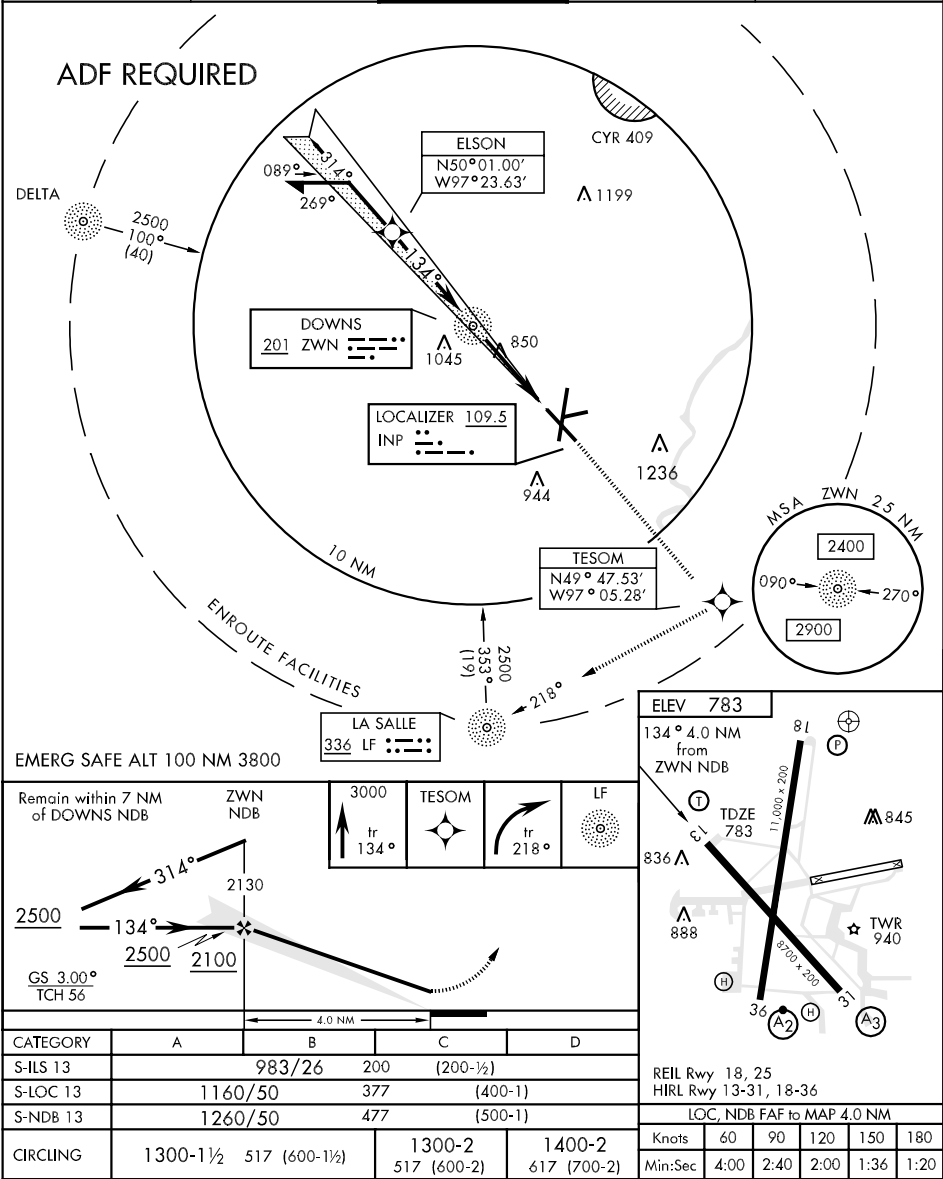 ADF REQUIRED
CYR 409
ELSON
N50°01.00'
W97°23.63'
1199
DELTA
2500
100°
(40)
089°
314°
269°
134°
DOWNS
201 ZWN
1045
850
LOCALIZER 109.5
INP
944
1236
10 NM
ENROUTE FACILITIES
TESOM
N49° 47.53'
W97° 05.28'
MSA ZWN 25 NM
2400
090°
270°
2900
2500
353°
(19)
218°
LA SALLE
336 LF
EMERG SAFE ALT 100 NM 3800
Remain within 7 NM
of DOWNS NDB
ZWN
NDB
314°
2130
2500
134°
2500
2100
GS 3.00°
TCH 56
4.0 NM
3000
tr
134°
TESOM
tr
218°
LF
ELEV 783
134° 4.0 NM
from
ZWN NDB
18
P
T
TDZE
783
13
11,000 x 200
845
836
888
TWR
940
8700 x 200
H
36
A2
H
31
A3
REIL Rwy 18, 25
HIRL Rwy 13-31, 18-36
CATEGORY A B C D
S-ILS 13 983/26 200 (200-½)
S-LOC 13 1160/50 377 (400-1)
S-NDB 13 1260/50 477 (500-1)
CIRCLING 1300-1½ 517 (600-1½) 1300-2 517 (600-2) 1400-2 617 (700-2)
LOC, NDB FAF to MAP 4.0 NM
Knots 60 90 120 150 180
Min:Sec 4:00 2:40 2:00 1:36 1:20